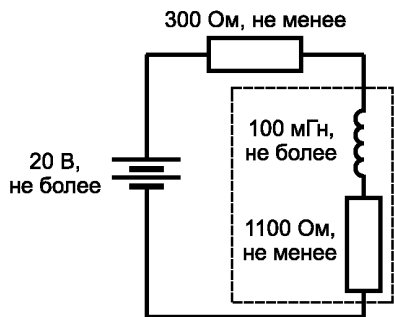 300 Ом, не менее
100 мГн,
не более
20 В,
не более
1100 Ом,
не менее